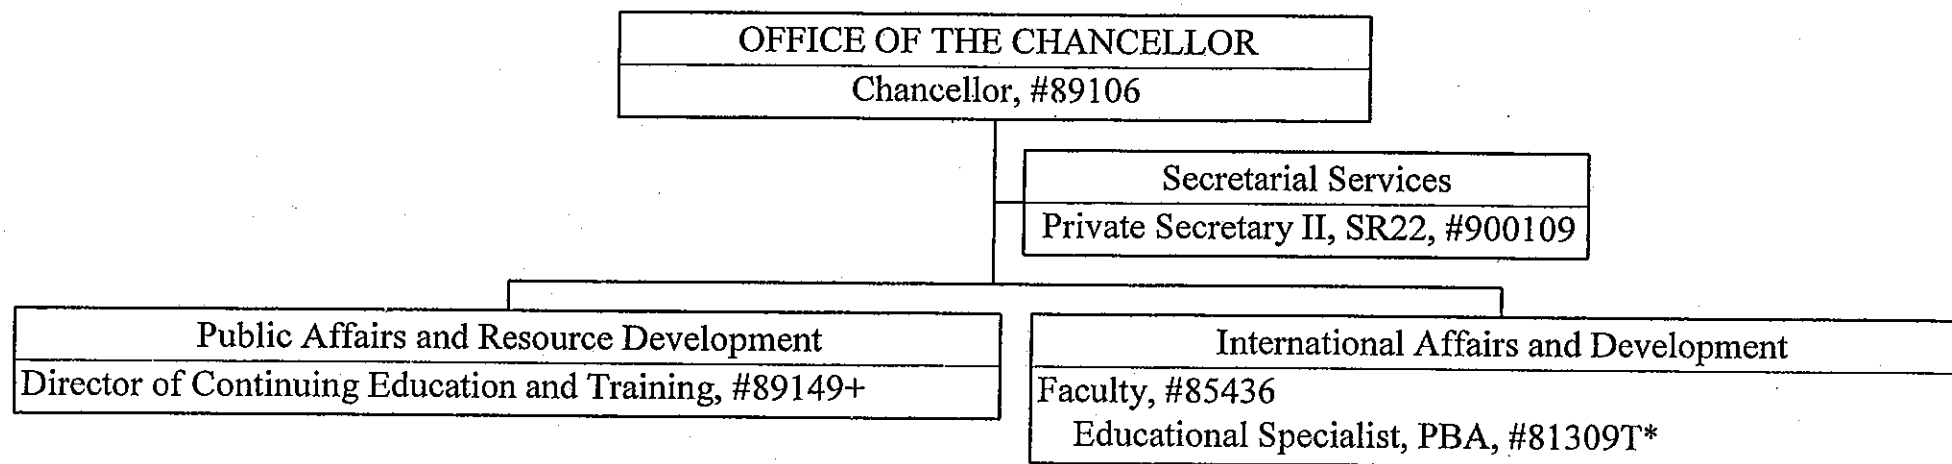 OFFICE OF THE CHANCELLOR
Chancellor, #89106
Secretarial Services
Private Secretary II, SR22, #900109
Public Affairs and Resource Development
Director of Continuing Education and Training, #89149+
International Affairs and Development
Faculty, #85436
Educational Specialist, PBA, #81309T*